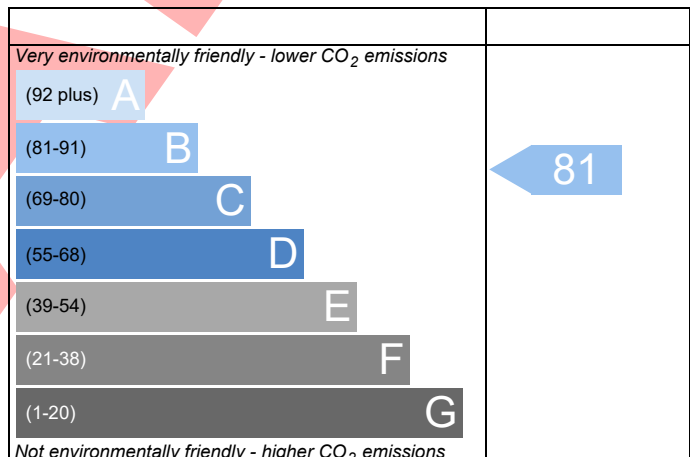 Very environmentally friendly - lower CO2 emissions
(92 plus) A
(81-91) B
81
(69-80) C
(55-68) D
(39-54) E
(21-38) F
(1-20) G
Not environmentally friendly - higher CO2 emissions